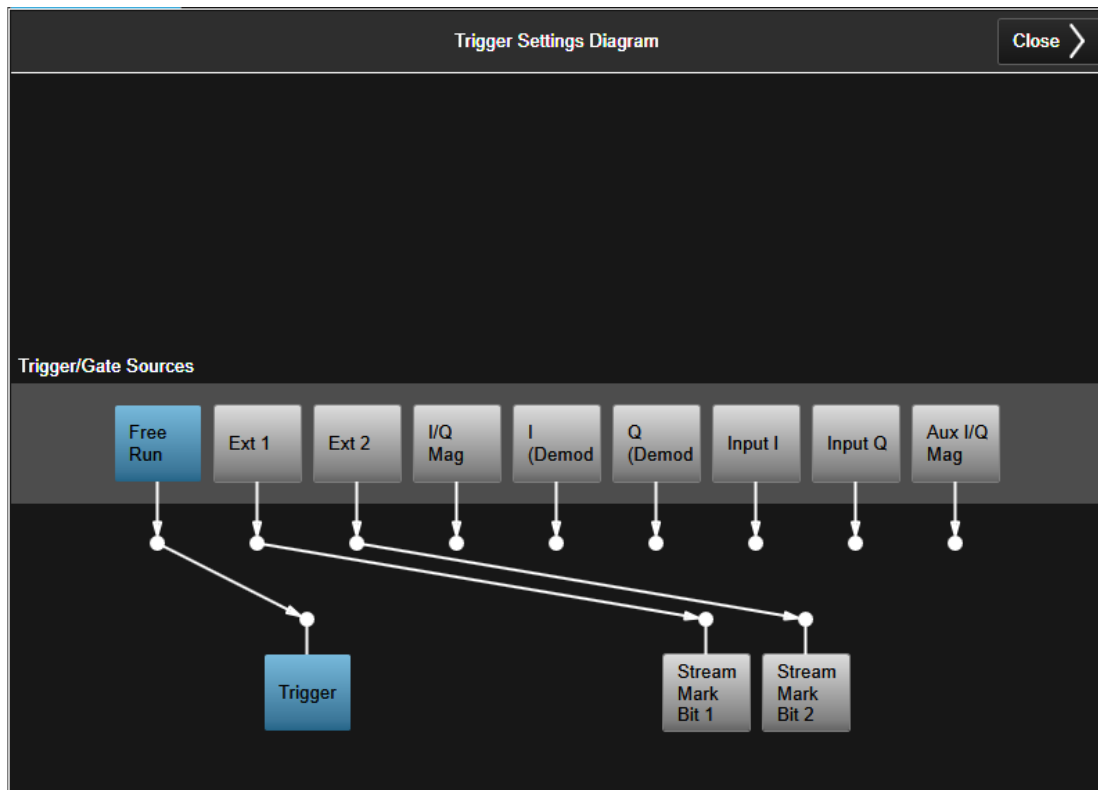 Trigger Settings Diagram
Close
Trigger/Gate Sources
Free
Run
Ext 1
Ext 2
I/Q
Mag
I
(Demod
Q
(Demod
Input I
Input Q
Aux I/Q
Mag
Trigger
Stream
Mark
Bit 1
Stream
Mark
Bit 2